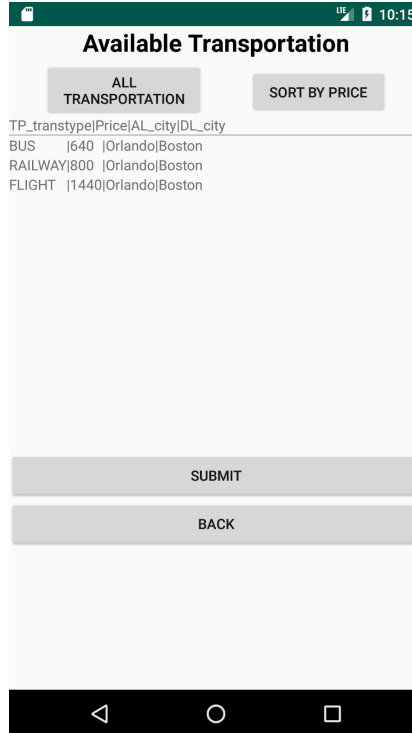 LTE 10:15
Available Transportation
ALL
TRANSPORTATION
SORT BY PRICE
TP_transtype|Price|AL_city|DL_city
BUS |640 |Orlando|Boston
RAILWAY|800 |Orlando|Boston
FLIGHT |1440|Orlando|Boston
SUBMIT
BACK